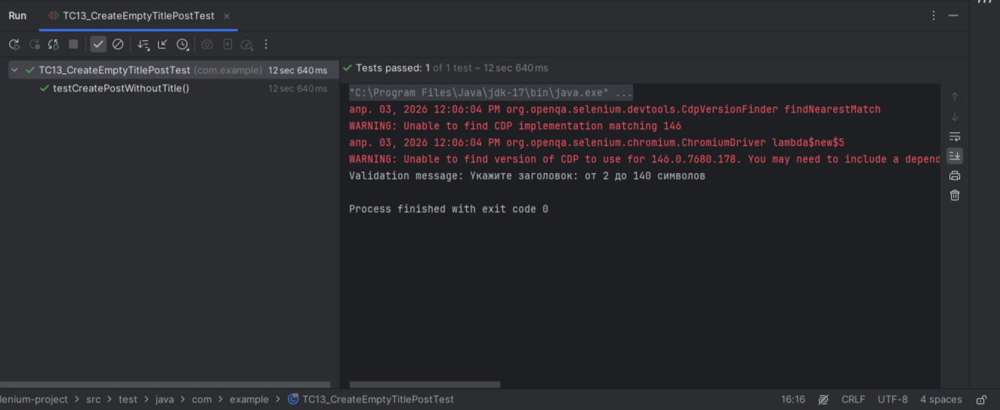 Run TC13_CreateEmptyTitlePostTest
TC13_CreateEmptyTitlePostTest (com.example) 12 sec 640 ms
testCreatePostWithoutTitle() 12 sec 640 ms
Tests passed: 1 of 1 test – 12 sec 640 ms
"C:\Program Files\Java\jdk-17\bin\java.exe" ...
апр. 03, 2026 12:06:04 PM org.openqa.selenium.devtools.CdpVersionFinder findNearestMatch
WARNING: Unable to find CDP implementation matching 146
апр. 03, 2026 12:06:04 PM org.openqa.selenium.chromium.ChromiumDriver lambda$new$5
WARNING: Unable to find version of CDP to use for 146.0.7680.178. You may need to include a depend
Validation message: Укажите заголовок: от 2 до 140 символов
Process finished with exit code 0
lenium-project > src > test > java > com > example > TC13_CreateEmptyTitlePostTest 16:16 CRLF UTF-8 4 spaces